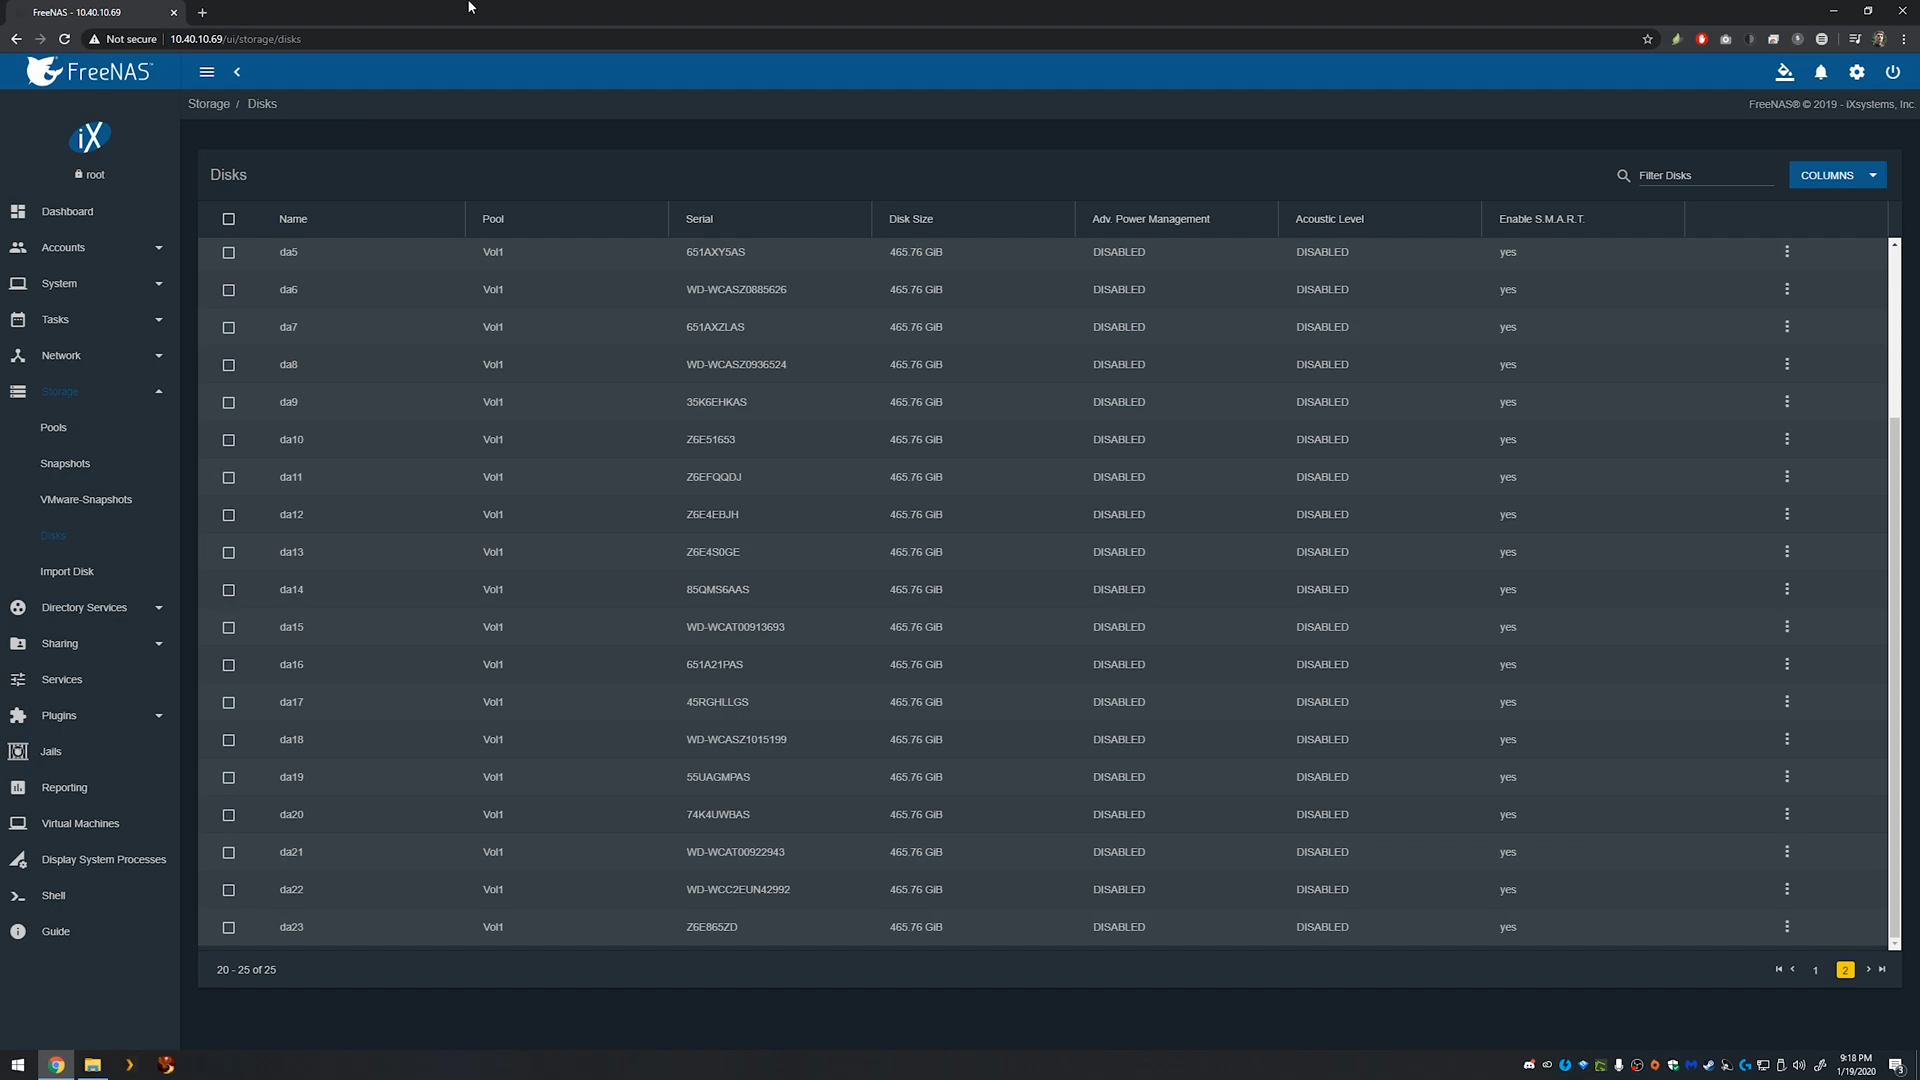 FreeNAS - 10.40.10.69
Not secure 10.40.10.69/ui/storage/disks
FreeNAS
Storage / Disks FreeNAS® © 2019 - iXsystems, Inc.
iX
root
Dashboard
Accounts
System
Tasks
Network
Storage
Pools
Snapshots
VMware-Snapshots
Disks
Import Disk
Directory Services
Sharing
Services
Plugins
Jails
Reporting
Virtual Machines
Display System Processes
Shell
Guide
Disks Filter Disks COLUMNS
Name Pool Serial Disk Size Adv. Power Management Acoustic Level Enable S.M.A.R.T.
da5 Vol1 651AXY5AS 465.76 GiB DISABLED DISABLED yes
da6 Vol1 WD-WCASZ0885626 465.76 GiB DISABLED DISABLED yes
da7 Vol1 651AXZLAS 465.76 GiB DISABLED DISABLED yes
da8 Vol1 WD-WCASZ0936524 465.76 GiB DISABLED DISABLED yes
da9 Vol1 35K6EHKAS 465.76 GiB DISABLED DISABLED yes
da10 Vol1 Z6E51653 465.76 GiB DISABLED DISABLED yes
da11 Vol1 Z6EFQQDJ 465.76 GiB DISABLED DISABLED yes
da12 Vol1 Z6E4EBJH 465.76 GiB DISABLED DISABLED yes
da13 Vol1 Z6E4S0GE 465.76 GiB DISABLED DISABLED yes
da14 Vol1 85QMS6AAS 465.76 GiB DISABLED DISABLED yes
da15 Vol1 WD-WCAT00913693 465.76 GiB DISABLED DISABLED yes
da16 Vol1 651A21PAS 465.76 GiB DISABLED DISABLED yes
da17 Vol1 45RGHLLGS 465.76 GiB DISABLED DISABLED yes
da18 Vol1 WD-WCASZ1015199 465.76 GiB DISABLED DISABLED yes
da19 Vol1 55UAGMPAS 465.76 GiB DISABLED DISABLED yes
da20 Vol1 74K4UWBAS 465.76 GiB DISABLED DISABLED yes
da21 Vol1 WD-WCAT00922943 465.76 GiB DISABLED DISABLED yes
da22 Vol1 WD-WCC2EUN42992 465.76 GiB DISABLED DISABLED yes
da23 Vol1 Z6E865ZD 465.76 GiB DISABLED DISABLED yes
20 - 25 of 25 1 2
9:18 PM
1/19/2020
3